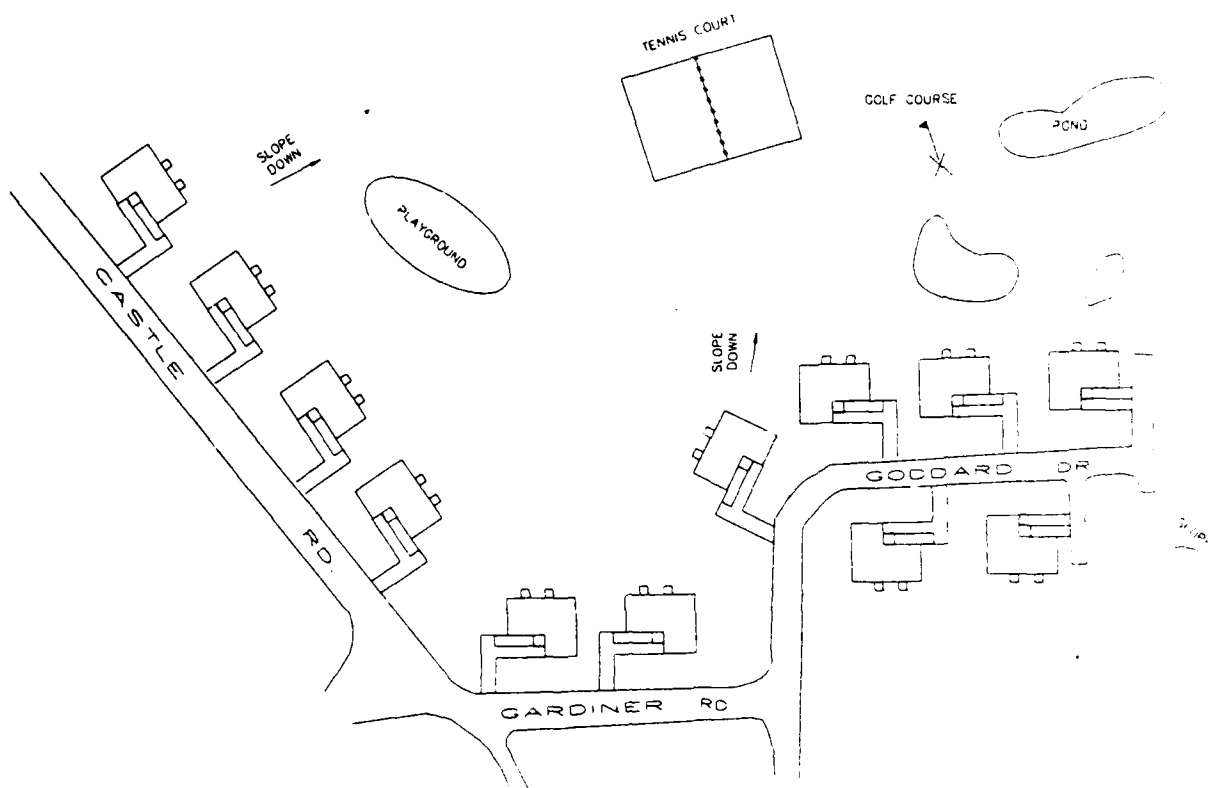 TENNIS COURT
GOLF COURSE
POND
SLOPE
DOWN
PLAYGROUND
CASTLE RD.
SLOPE
DOWN
GODDARD DR
GARDINER RD